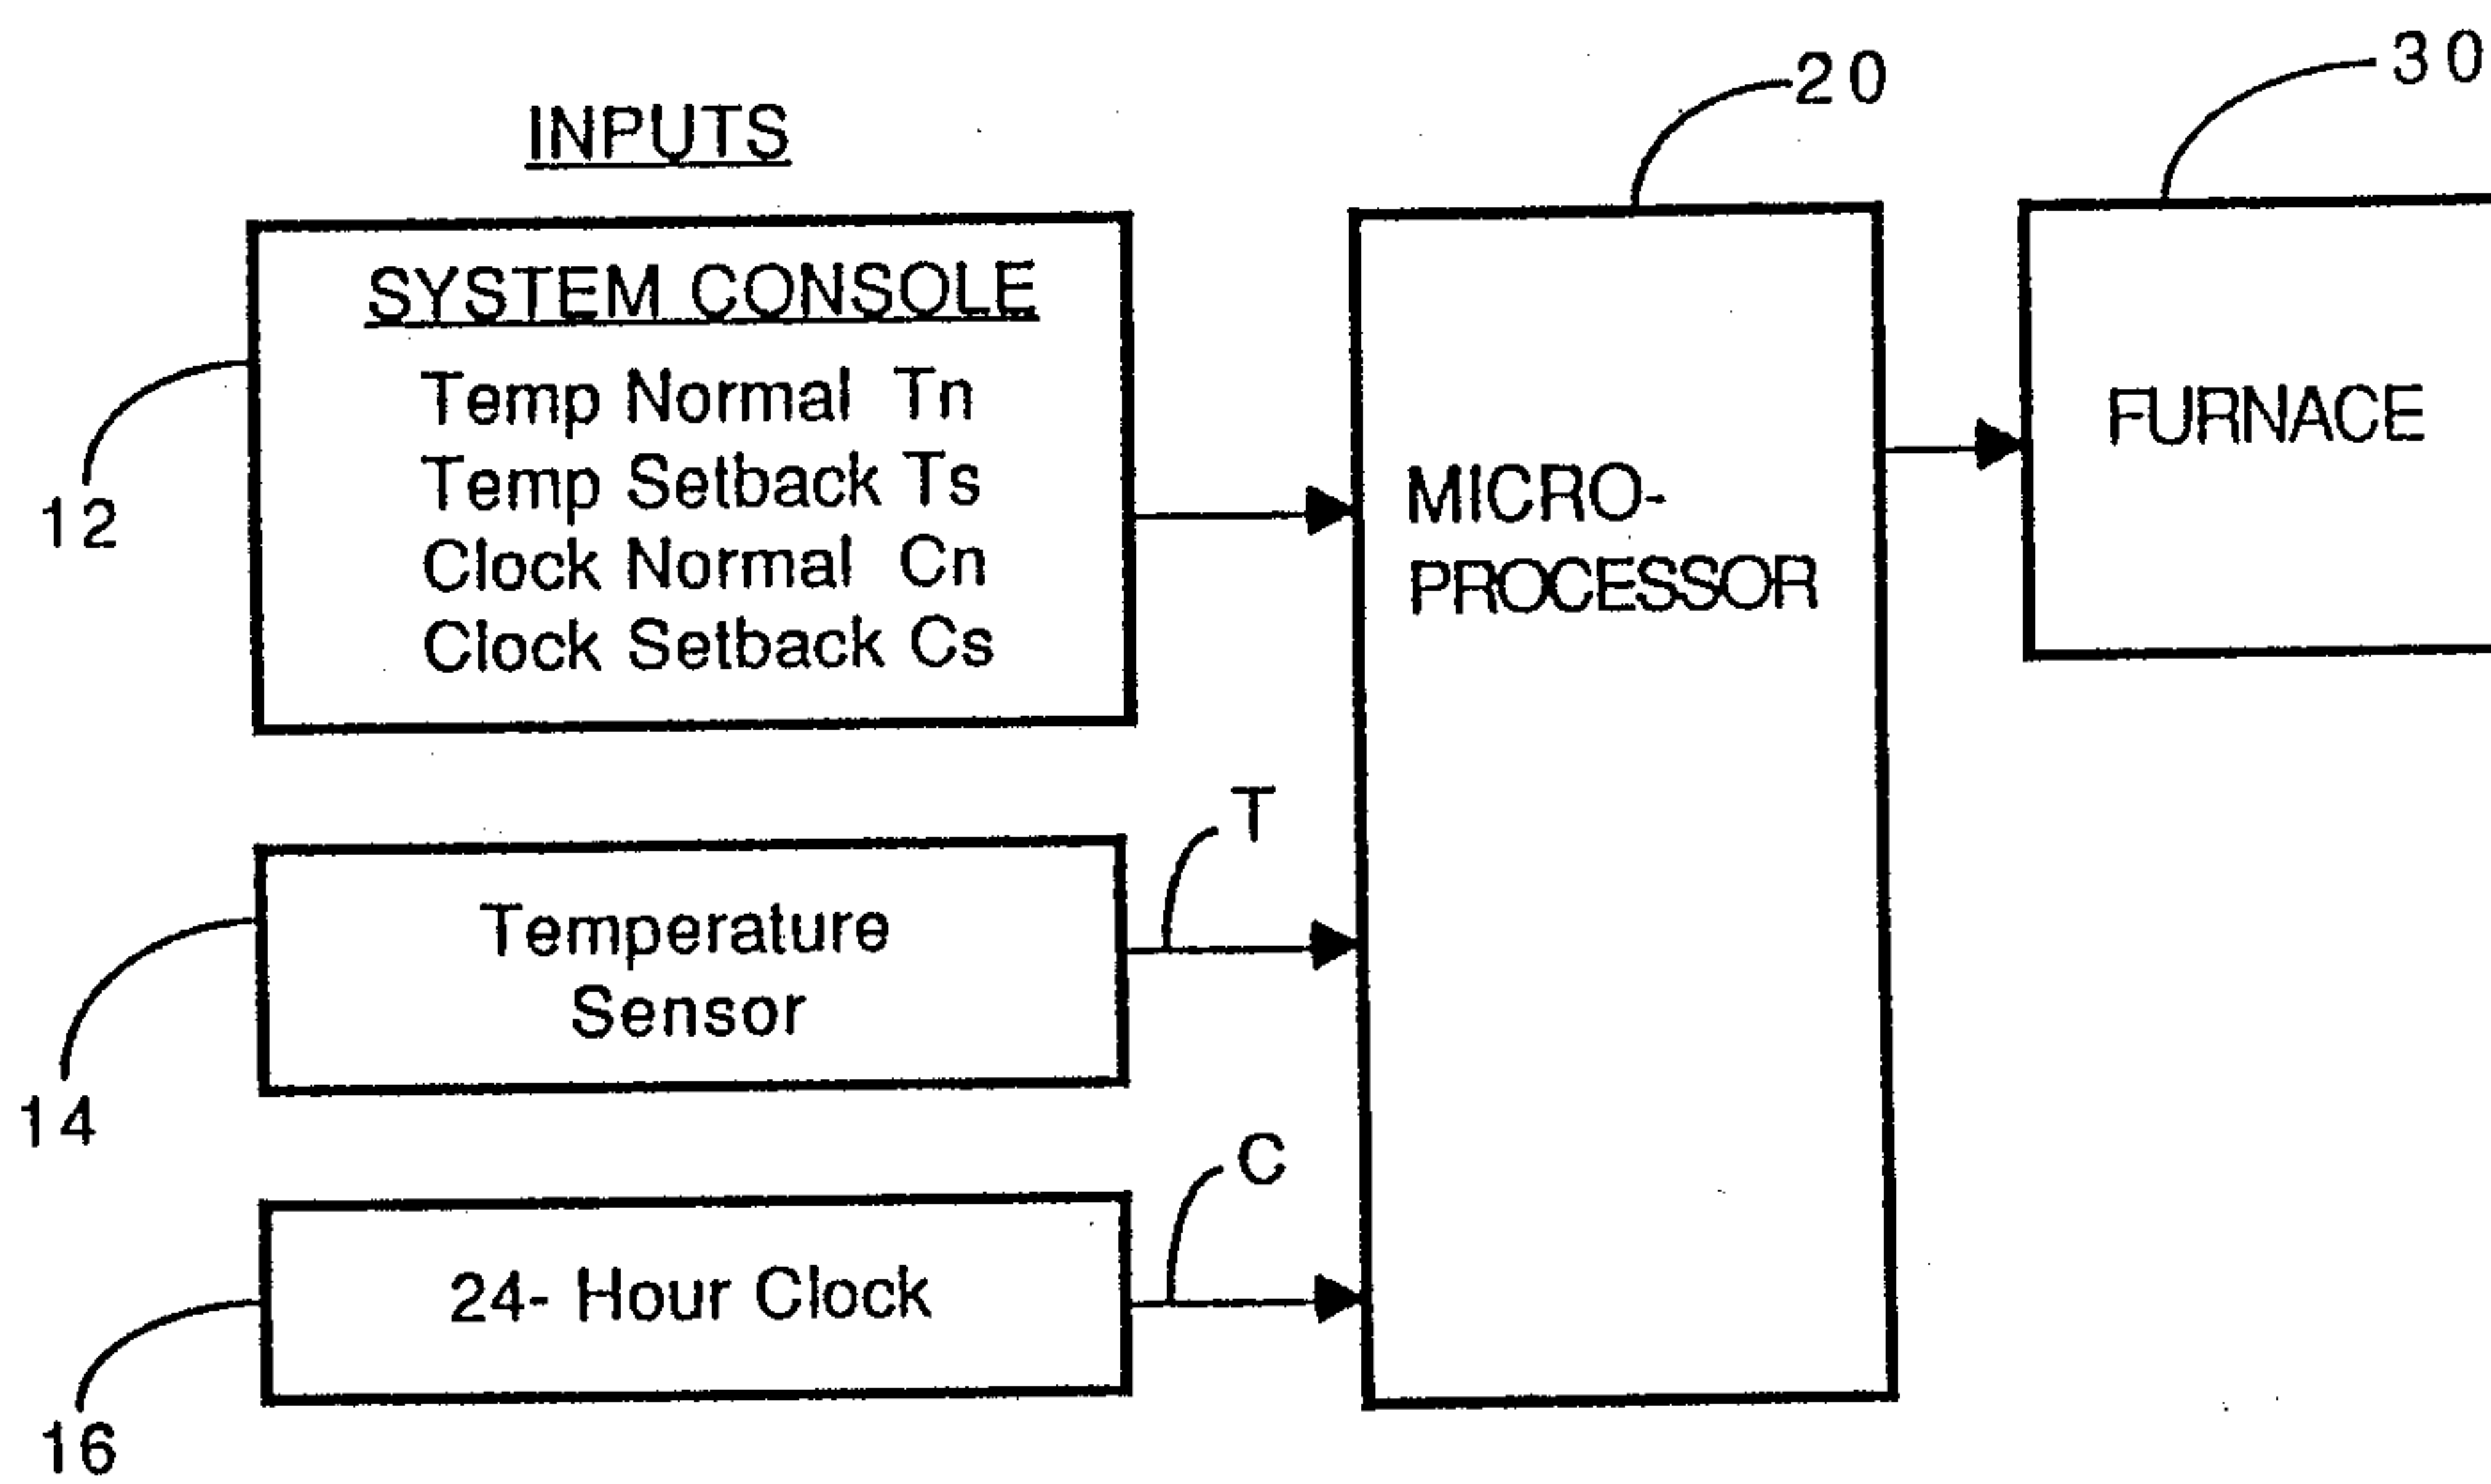 INPUTS
20
30
SYSTEM CONSOLE
Temp Normal Tn
Temp Setback Ts
Clock Normal Cn
Clock Setback Cs
12
MICRO-
PROCESSOR
FURNACE
T
Temperature
Sensor
14
C
24- Hour Clock
16